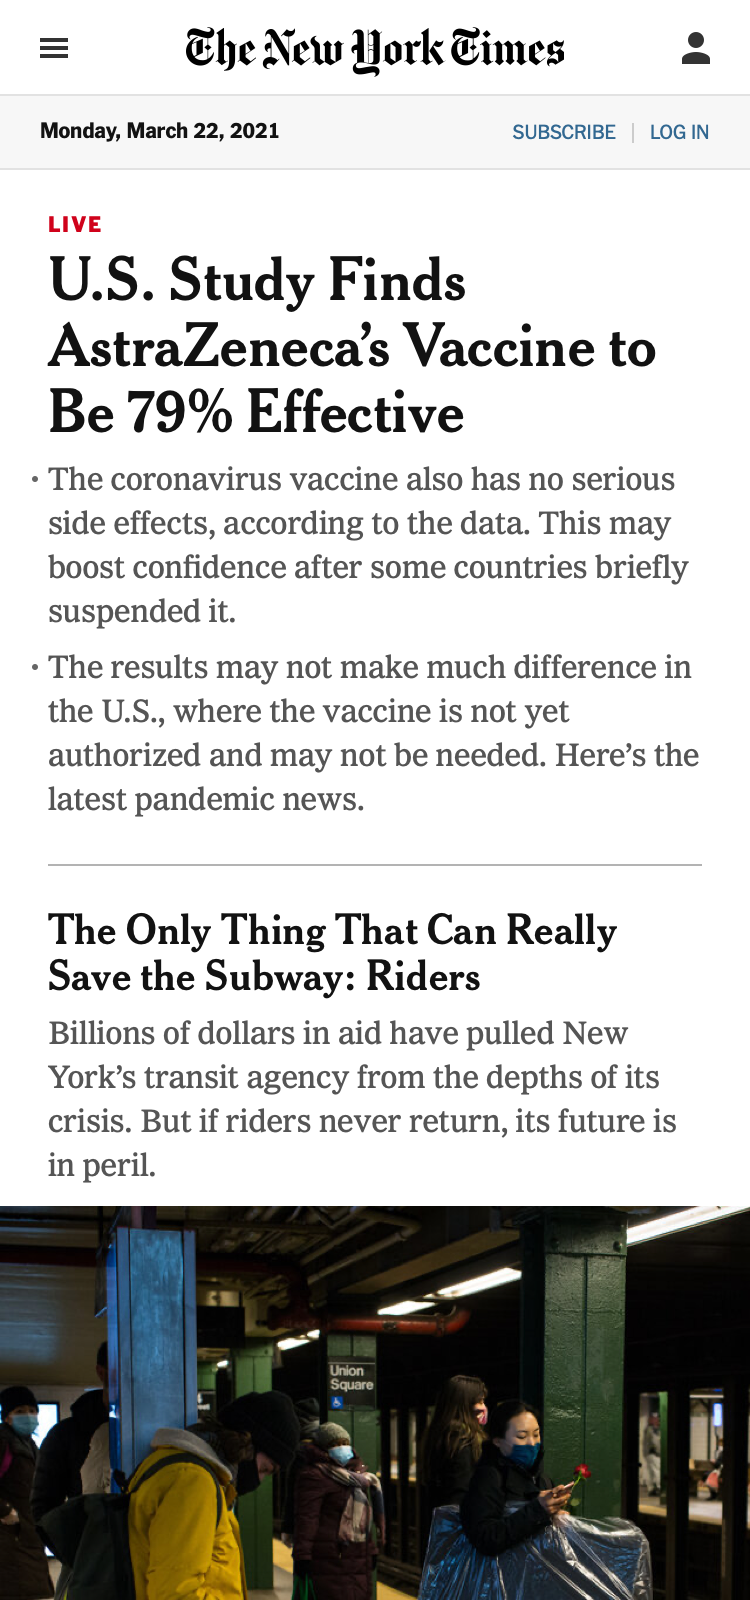 The New York Times
Monday, March 22, 2021
SUBSCRIBE | LOG IN
LIVE
U.S. Study Finds
AstraZeneca’s Vaccine to
Be 79% Effective
• The coronavirus vaccine also has no serious
side effects, according to the data. This may
boost confidence after some countries briefly
suspended it.
• The results may not make much difference in
the U.S., where the vaccine is not yet
authorized and may not be needed. Here’s the
latest pandemic news.
The Only Thing That Can Really
Save the Subway: Riders
Billions of dollars in aid have pulled New
York’s transit agency from the depths of its
crisis. But if riders never return, its future is
in peril.
Union
Square